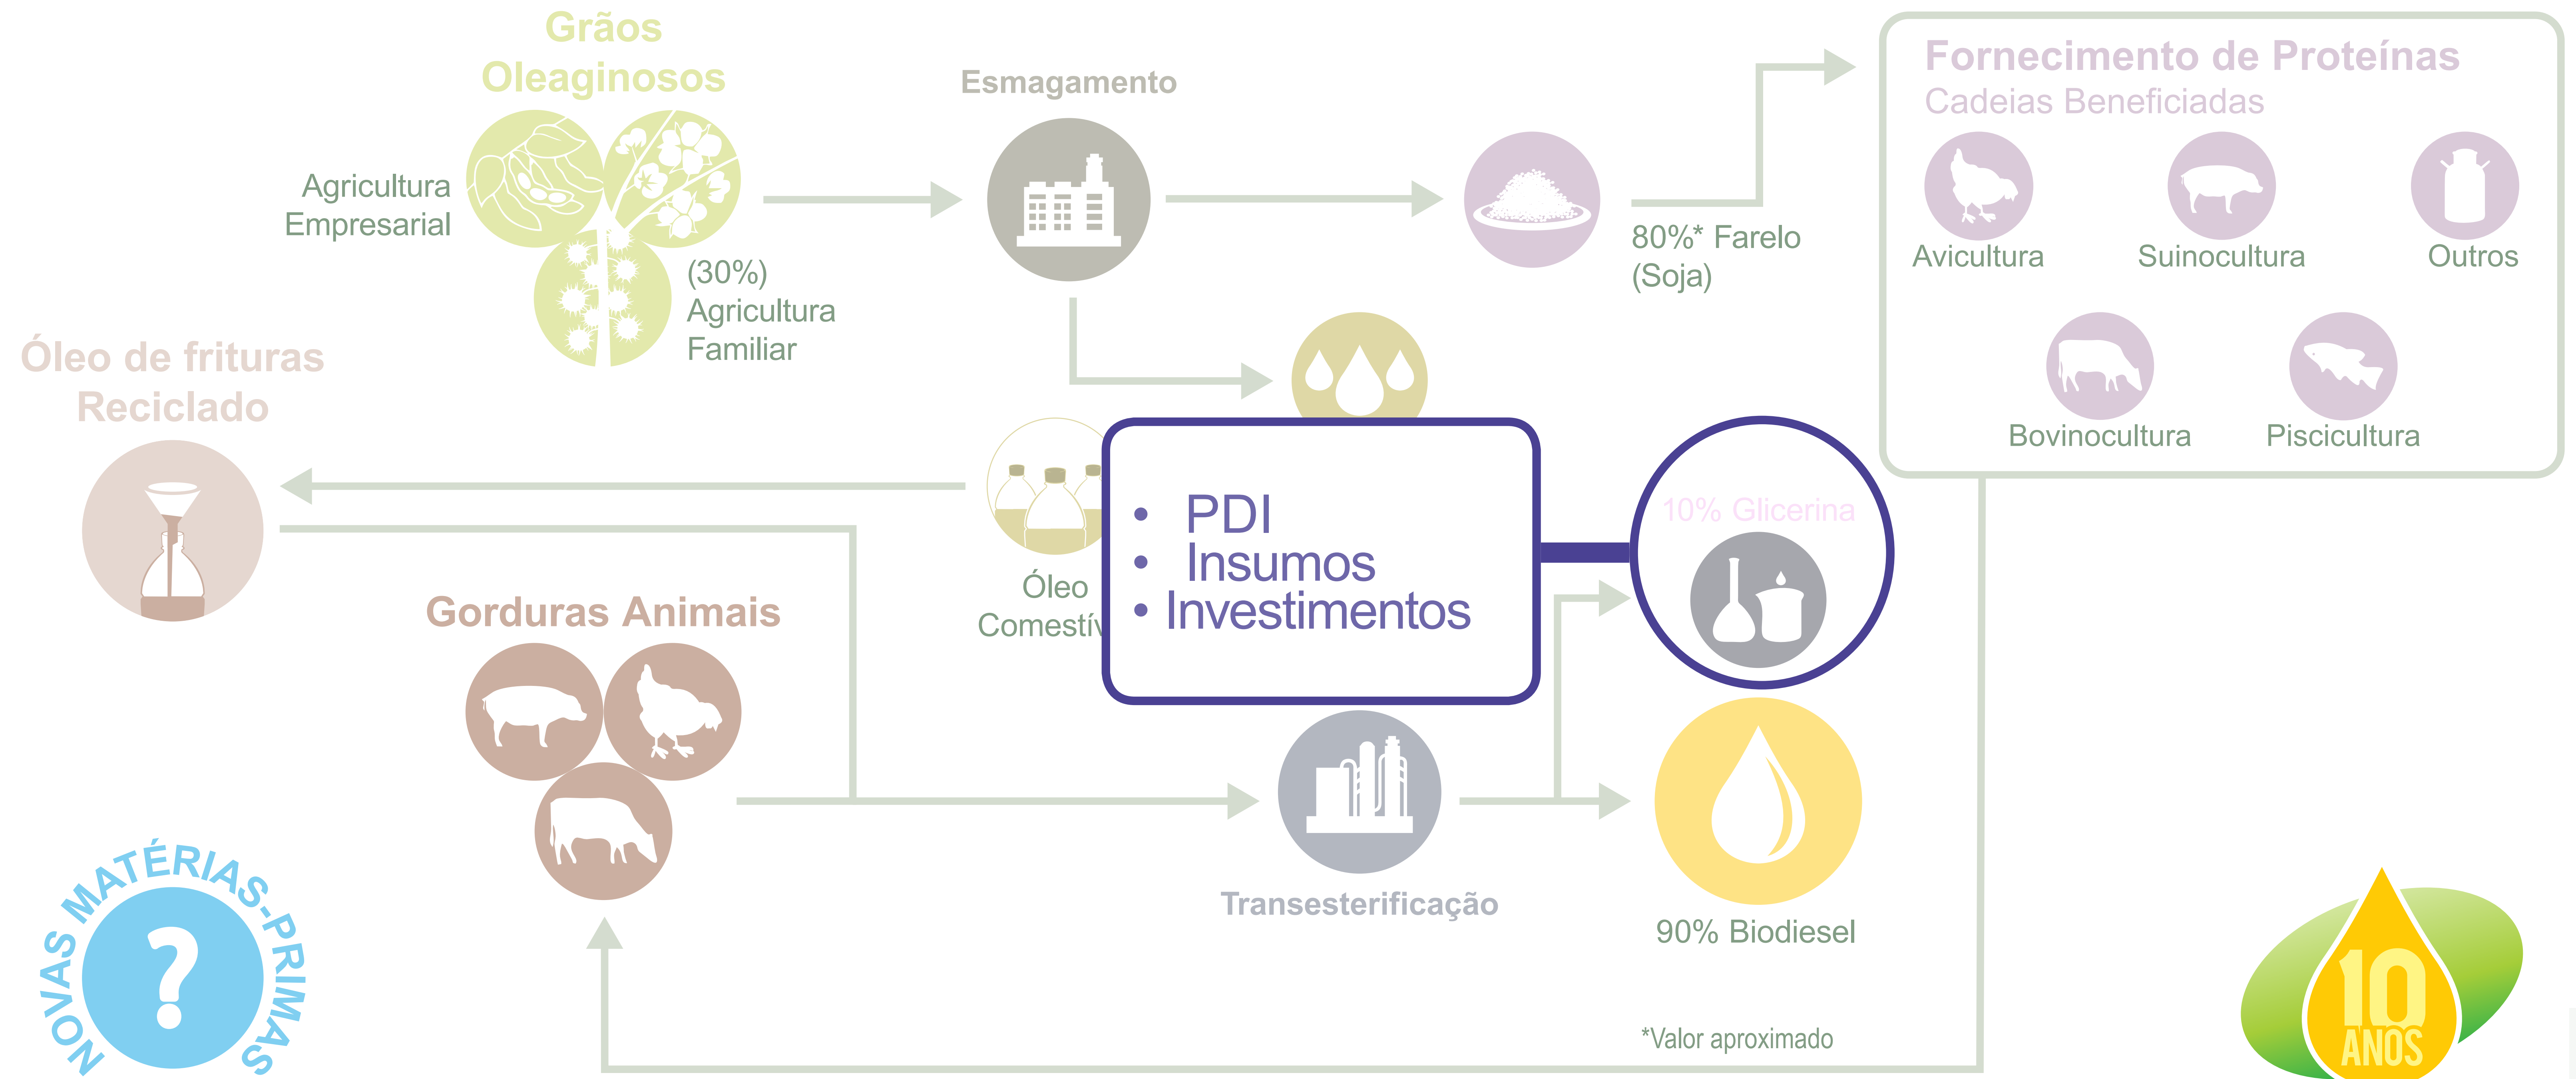 Grãos
Oleaginosos
Agricultura
Empresarial
(30%)
Agricultura
Familiar
Esmagamento
80%* Farelo
(Soja)
Fornecimento de Proteínas
Cadeias Beneficiadas
Avicultura
Suinocultura
Outros
Bovinocultura
Piscicultura
Óleo de frituras
Reciclado
Óleo
• PDI
• Insumos
• Investimentos
10% Glicerina
Gorduras Animais
Transesterificação
90% Biodiesel
NOVAS MATÉRIAS-PRIMAS
?
*Valor aproximado
10
ANOS